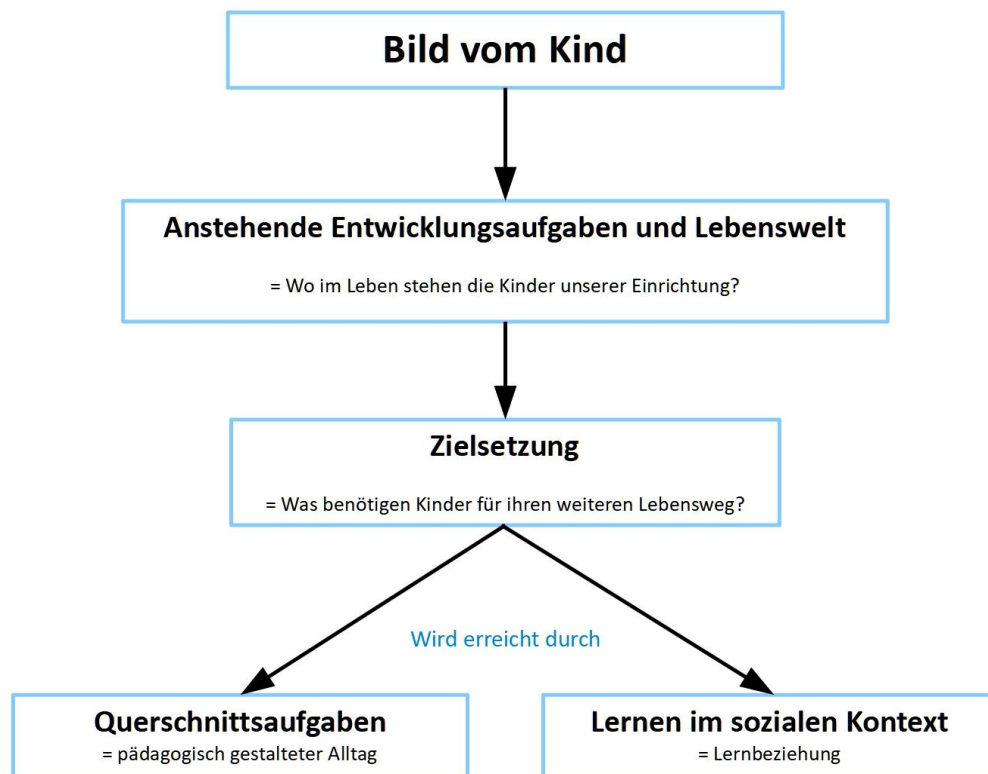 Bild vom Kind
Anstehende Entwicklungsaufgaben und Lebenswelt
= Wo im Leben stehen die Kinder unserer Einrichtung?
Zielsetzung
= Was benötigen Kinder für ihren weiteren Lebensweg?
Wird erreicht durch
Querschnittsaufgaben
= pädagogisch gestalteter Alltag
Lernen im sozialen Kontext
= Lernbeziehung